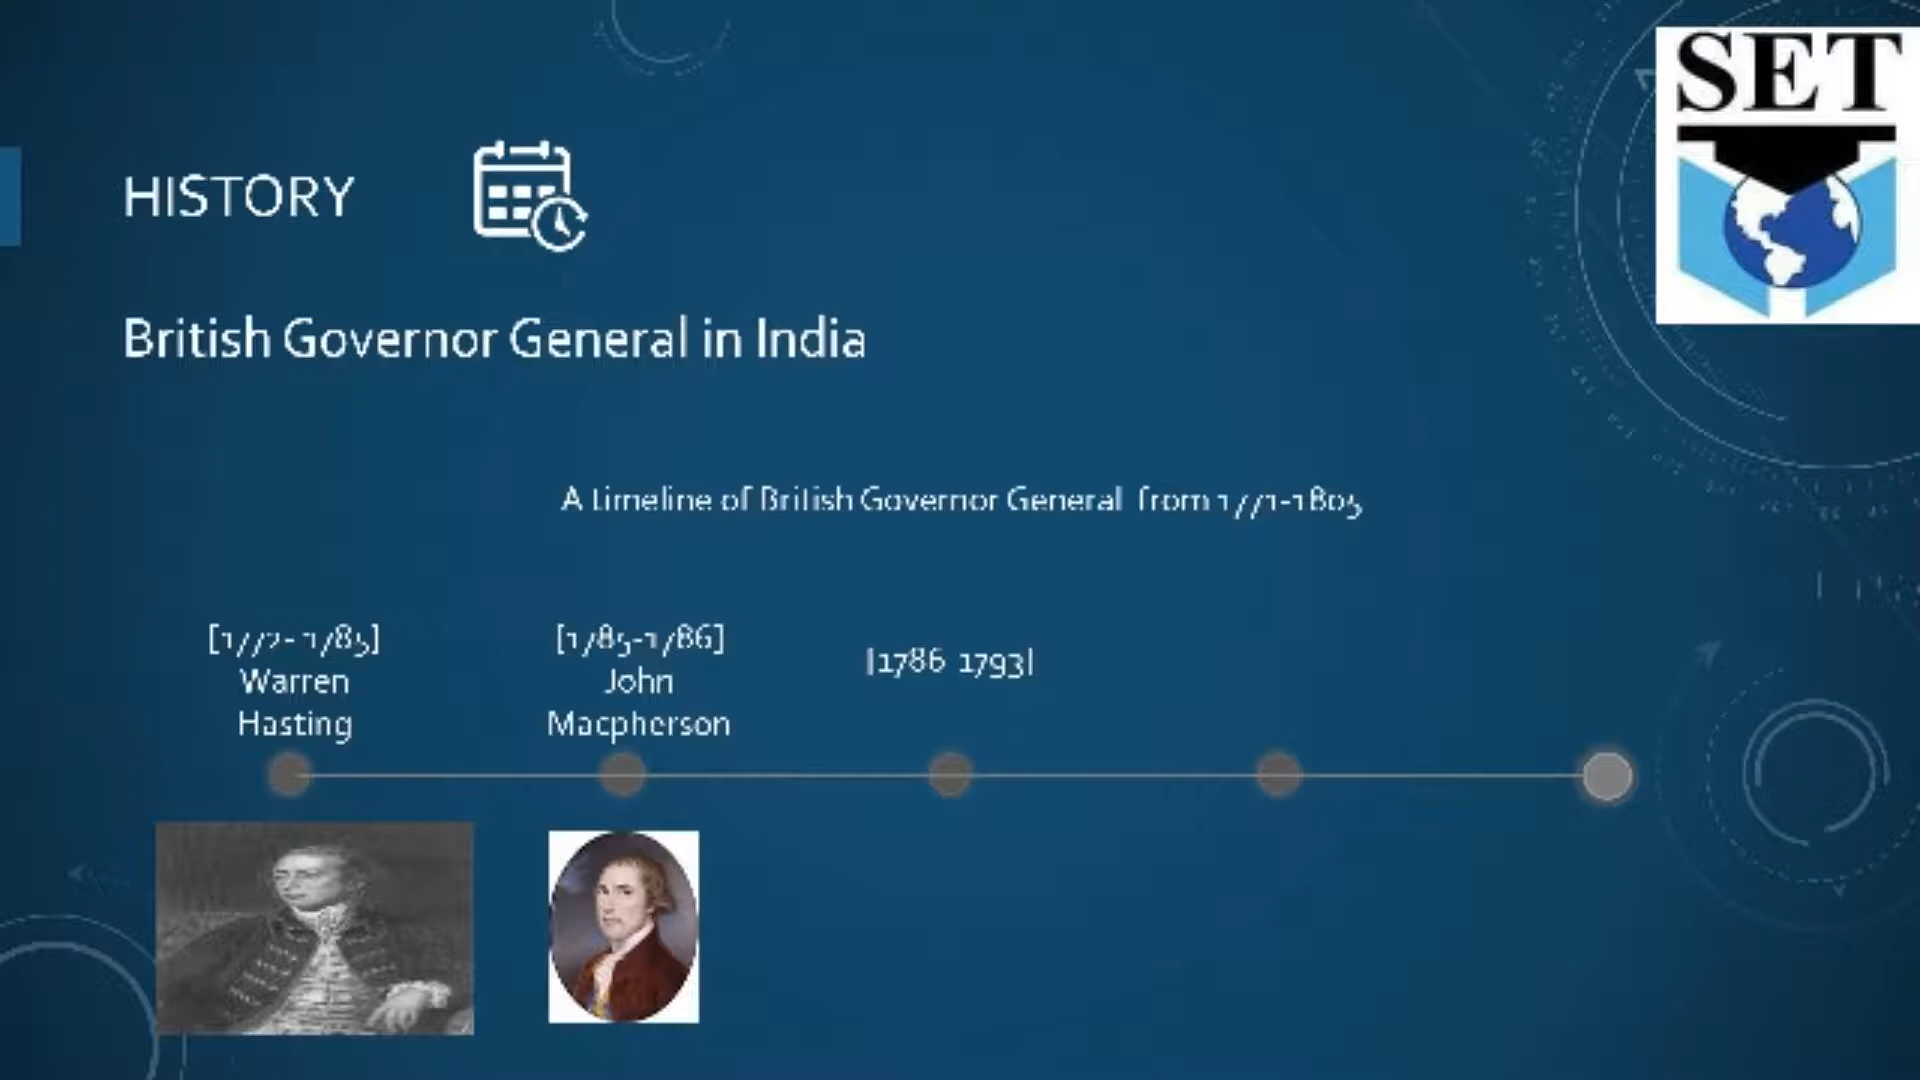 SET
HISTORY
British Governor General in India
A timeline of British Governor General from 1771-1805
[1772- 1785]
Warren
Hasting
[1785-1786]
John
Macpherson
[1786 1793]